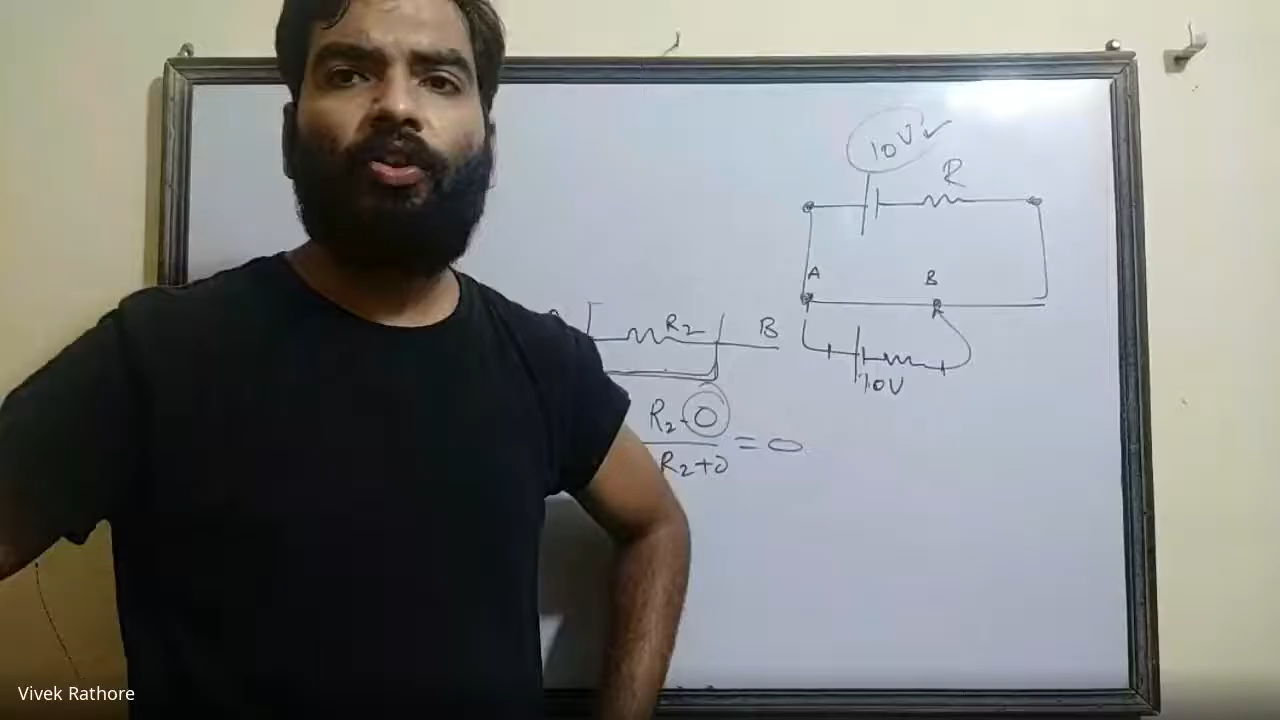 10V ✓
R
A
B
R2
B
10V
R2·0
R2+0
= 0
Vivek Rathore